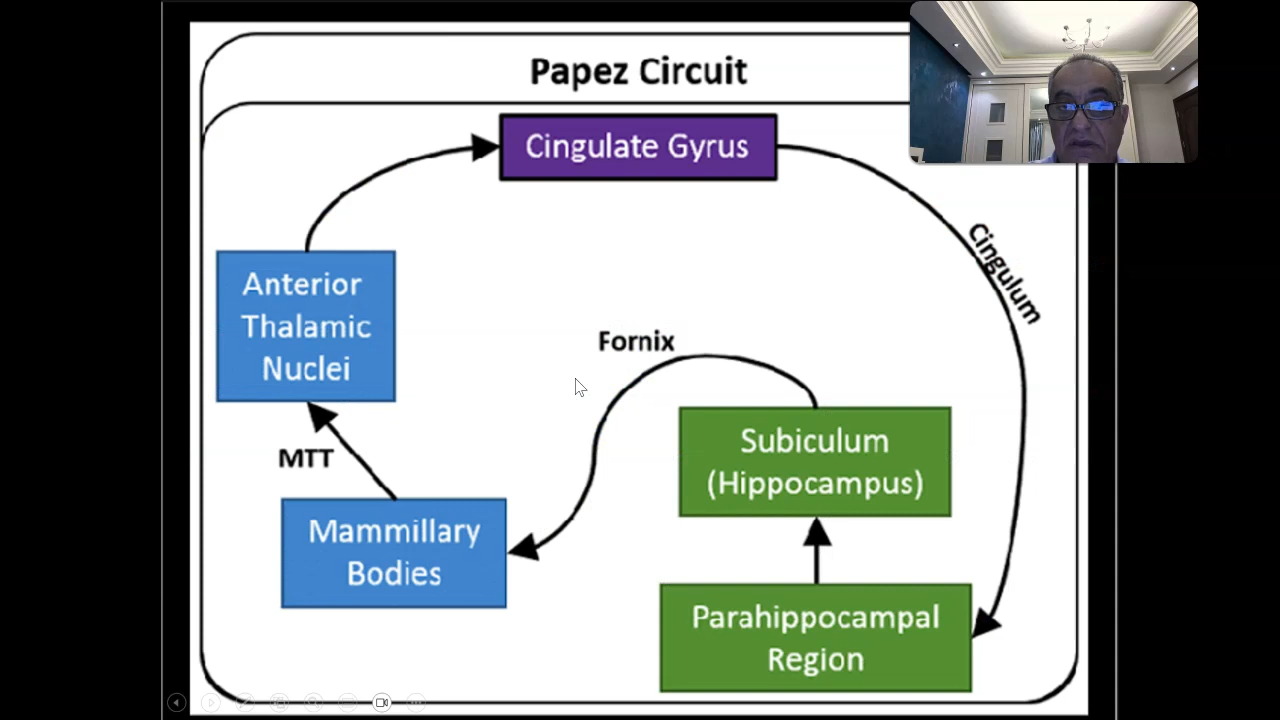 Papez Circuit
Cingulate Gyrus
Cingulum
Anterior
Thalamic
Nuclei
Fornix
MTT
Subiculum
(Hippocampus)
Mammillary
Bodies
Parahippocampal
Region